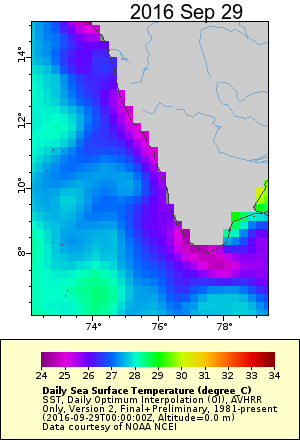 2016 Sep 29
14°
12°
10°
8°
74°
76°
78°
24 25 26 27 28 29 30 31 32 33 34
Daily Sea Surface Temperature (degree_C)
SST, Daily Optimum Interpolation (OI), AVHRR
Only, Version 2, Final+Preliminary, 1981-present
(2016-09-29T00:00:00Z, Altitude=0.0 m)
Data courtesy of NOAA NCEI